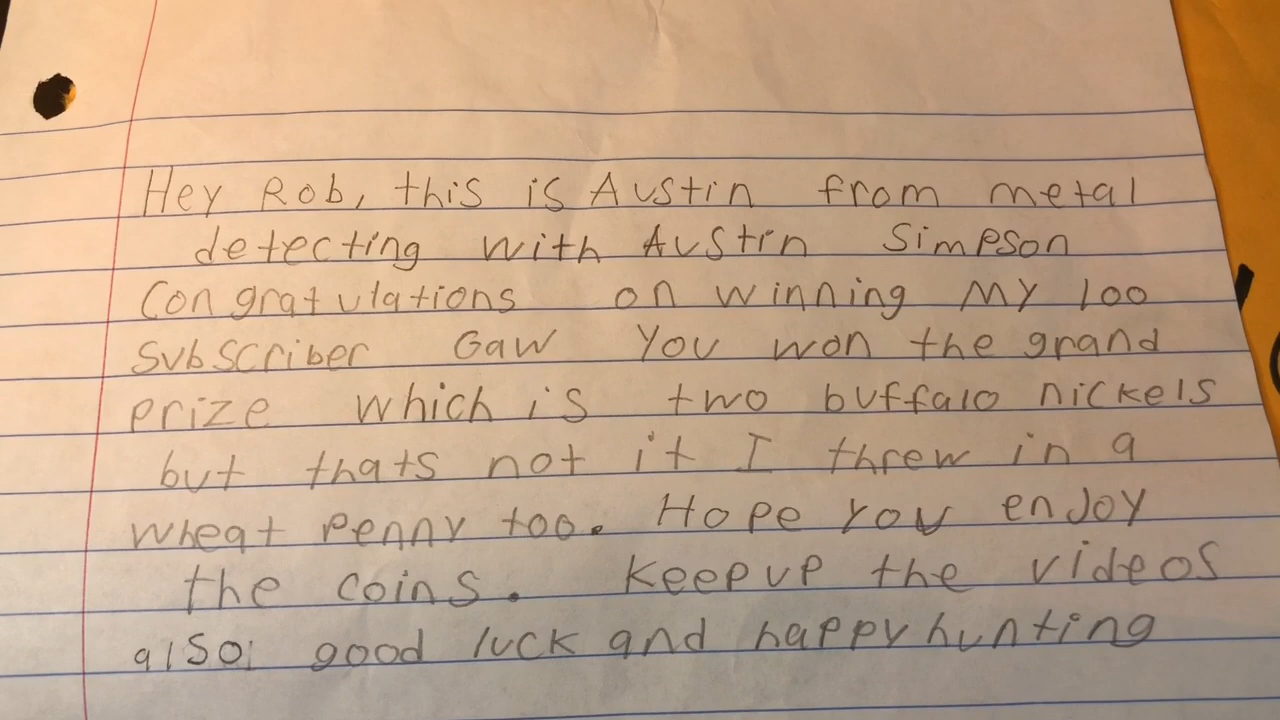 Hey Rob, this is Austin from metal
detecting with Austin Simpson
Congratulations on winning my 100
subscriber Gaw You won the grand
prize which is two buffalo nickels
but thats not it I threw in a
wheat penny too. Hope you enjoy
the coins. Keep up the videos
also; good luck and happy hunting